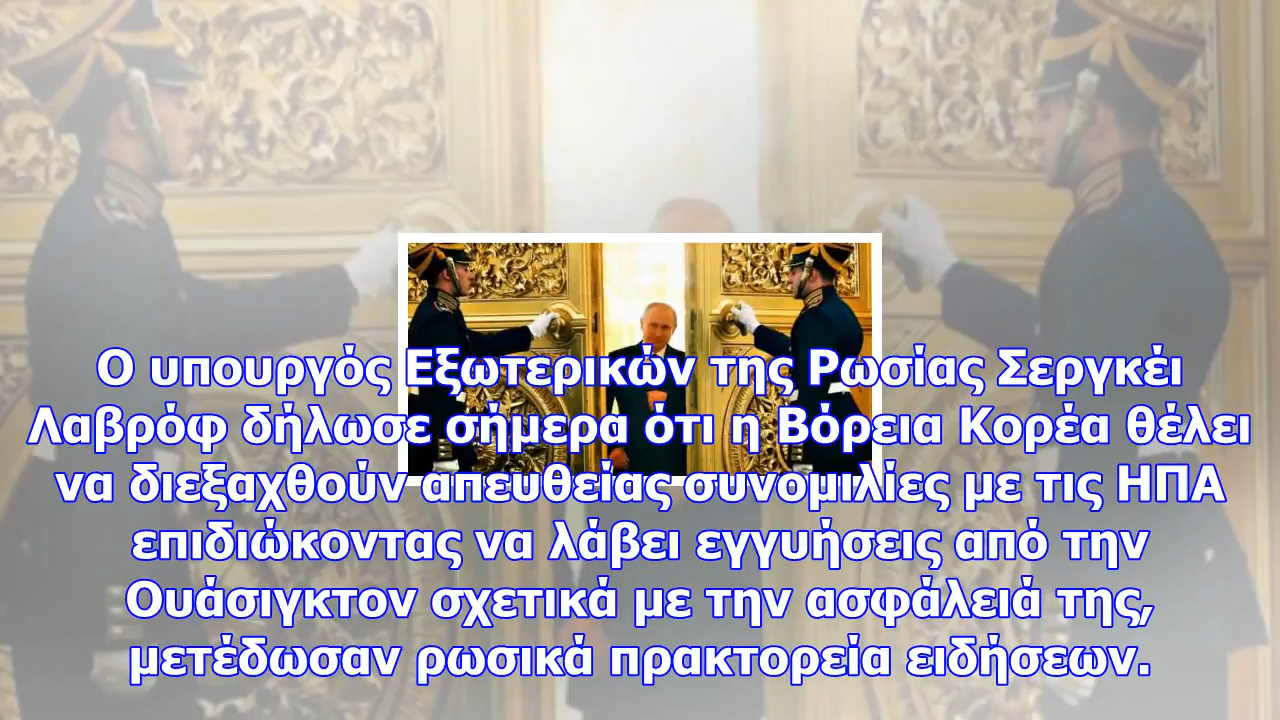 Ο υπουργός Εξωτερικών της Ρωσίας Σεργκέι
Λαβρόφ δήλωσε σήμερα ότι η Βόρεια Κορέα θέλει
να διεξαχθούν απευθείας συνομιλίες με τις ΗΠΑ
επιδιώκοντας να λάβει εγγυήσεις από την
Ουάσιγκτον σχετικά με την ασφάλειά της,
μετέδωσαν ρωσικά πρακτορεία ειδήσεων.